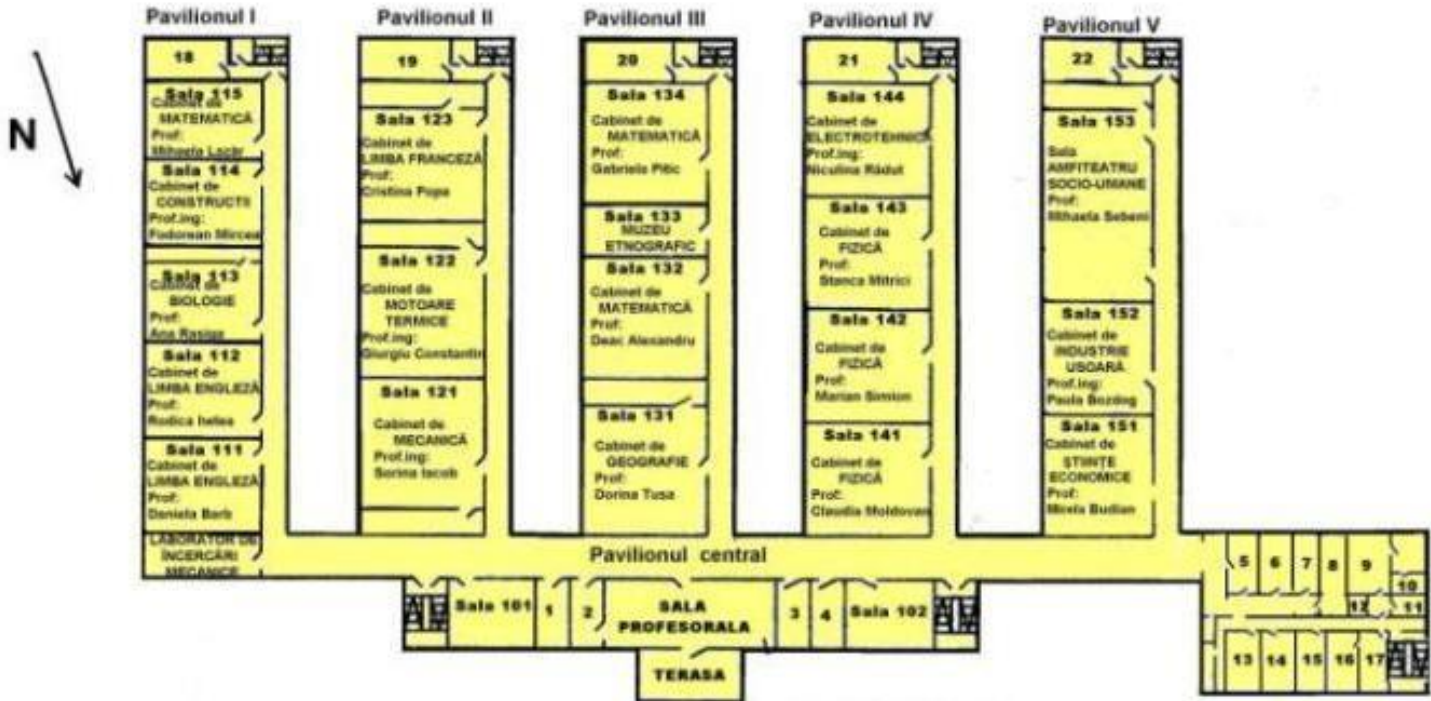 Pavilionul I
Pavilionul II
Pavilionul III
Pavilionul IV
Pavilionul V
N
18
Sala 115
Cabinet de
MATEMATICĂ
Prof:
Mihaela
Sala 114
Cabinet de
CONSTRUCTII
Prof.ing:
Fodorean Mircea
Sala 113
Cabinet de
BIOLOGIE
Prof:
Ana
Sala 112
Cabinet de
LIMBA ENGLEZĂ
Prof:
Rodica
Sala 111
Cabinet de
LIMBA ENGLEZĂ
Prof:
Daniela Barb
LABORATOR DE
ÎNCERCĂRI
MECANICE
19
Sala 123
Cabinet de
LIMBA FRANCEZĂ
Prof:
Cristina Popa
Sala 122
Cabinet de
MOTOARE
TERMICE
Prof.ing:
Giurgiu Constantin
Sala 121
Cabinet de
MECANICĂ
Prof.ing:
Sorina Iacob
20
Sala 134
Cabinet de
MATEMATICĂ
Prof:
Gabriela Pitic
Sala 133
MUZEU
ETNOGRAFIC
Sala 132
Cabinet de
MATEMATICĂ
Prof:
Deac Alexandru
Sala 131
Cabinet de
GEOGRAFIE
Prof:
Dorina Tusa
21
Sala 144
Cabinet de
ELECTROTEHNICĂ
Prof.ing:
Niculina Rădut
Sala 143
Cabinet de
FIZICĂ
Prof:
Stanca Mitrici
Sala 142
Cabinet de
FIZICĂ
Prof:
Marian Simion
Sala 141
Cabinet de
FIZICĂ
Prof:
Claudia Moldovan
22
Sala 153
Sala
AMFITEATRU
SOCIO-UMANE
Prof:
Mihaela Sebeni
Sala 152
Cabinet de
INDUSTRIE
USOARĂ
Prof.ing:
Paula Bozdog
Sala 151
Cabinet de
STIINTE
ECONOMICE
Prof:
Mirela Budian
Pavilionul central
Sala 101
1
2
SALA
PROFESORALA
3
4
Sala 102
TERASA
5
6
7
8
9
10
11
12
13
14
15
16
17